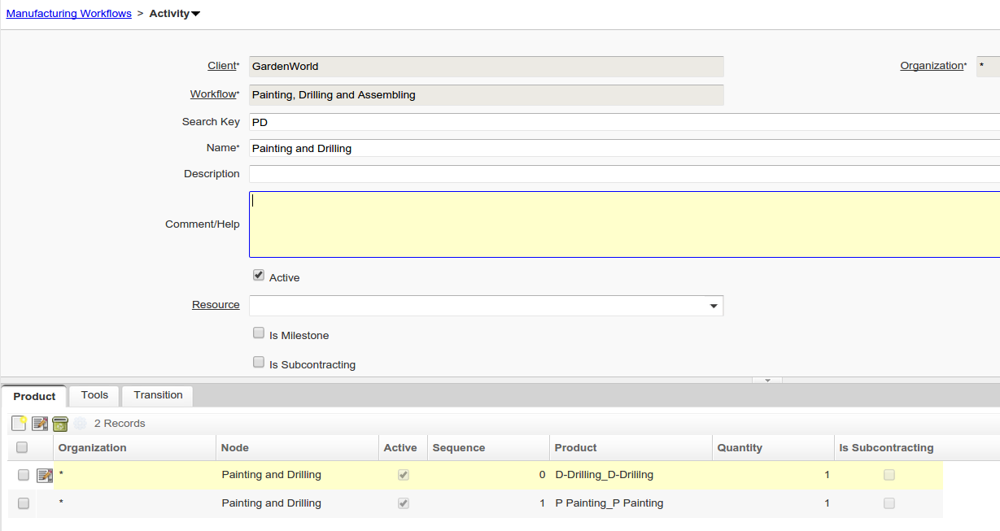 Manufacturing Workflows > Activity
Client* GardenWorld Organization* *
Workflow* Painting, Drilling and Assembling
Search Key PD
Name* Painting and Drilling
Description
Comment/Help
Active
Resource
Is Milestone
Is Subcontracting
Product Tools Transition
2 Records
Organization Node Active Sequence Product Quantity Is Subcontracting
* Painting and Drilling 0 D-Drilling_D-Drililng 1
* Painting and Drilling 1 P Painting_P Painting 1